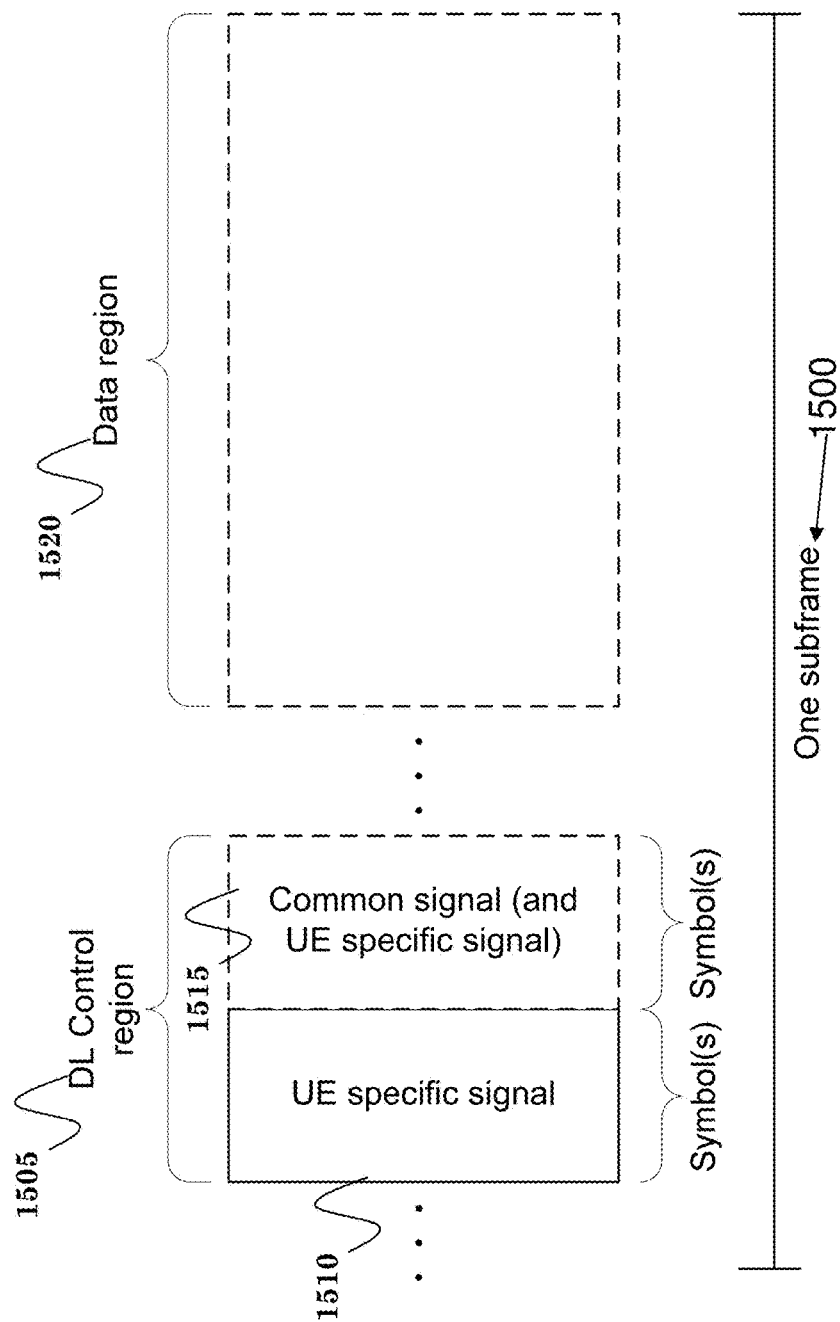 1505
DL Control
region
1520
Data region
1515
Common signal (and
UE specific signal)
UE specific signal
1510
Symbol(s)
Symbol(s)
One subframe
1500